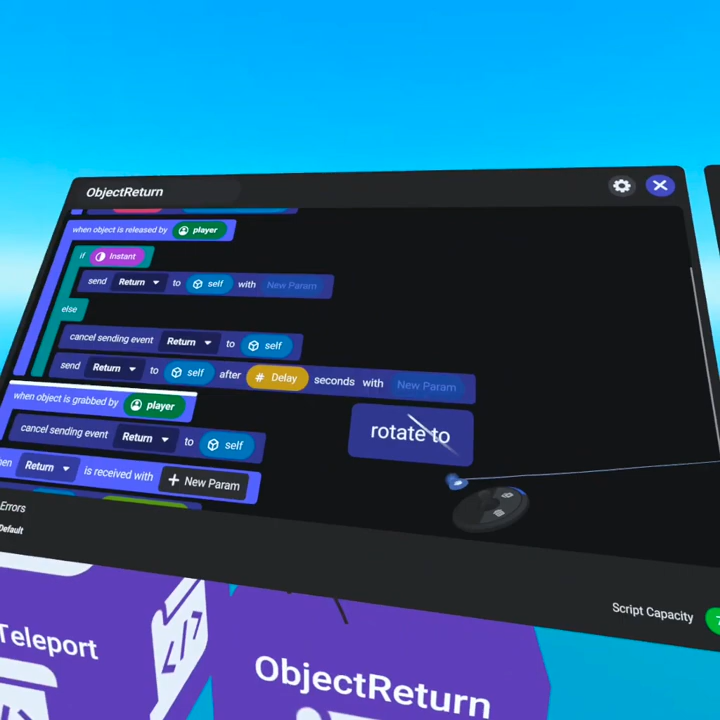 ObjectReturn
when object is released by player
if Instant
send Return to self with New Param
else
cancel sending event Return to self
send Return to self after # Delay seconds with New Param
when object is grabbed by player
cancel sending event Return to self
Return is received with + New Param
rotate to
Errors
Default
Script Capacity
Teleport
</>
ObjectReturn